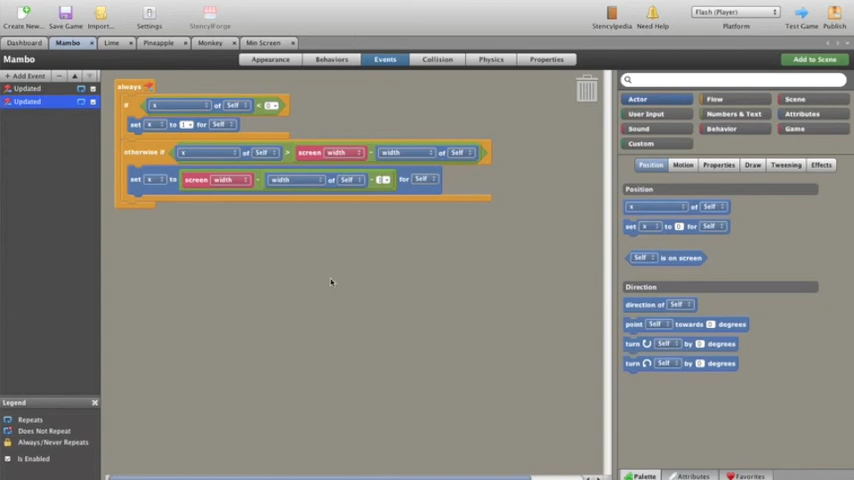 Create New... Save Game Import... Settings StencylForge Stencylpedia Need Help Flash (Player) Platform Test Game Publish
Dashboard Mambo Lime Pineapple Monkey Min Screen
Mambo Appearance Behaviors Events Collision Physics Properties Add to Scene
+ Add Event
Updated
Updated
always
if x of Self < 0
set x to 1 for Self
otherwise if x of Self > screen width - width of Self
set x to screen width - width of Self - for Self
Legend
Repeats
Does Not Repeat
Always/Never Repeats
Is Enabled
Actor Flow Scene
User Input Numbers & Text Attributes
Sound Behavior Game
Custom
Position Motion Properties Draw Tweening Effects
Position
x of Self
set x to 0 for Self
Self is on screen
Direction
direction of Self
point Self towards 0 degrees
turn Self by 0 degrees
turn Self by 0 degrees
Palette Attributes Favorites